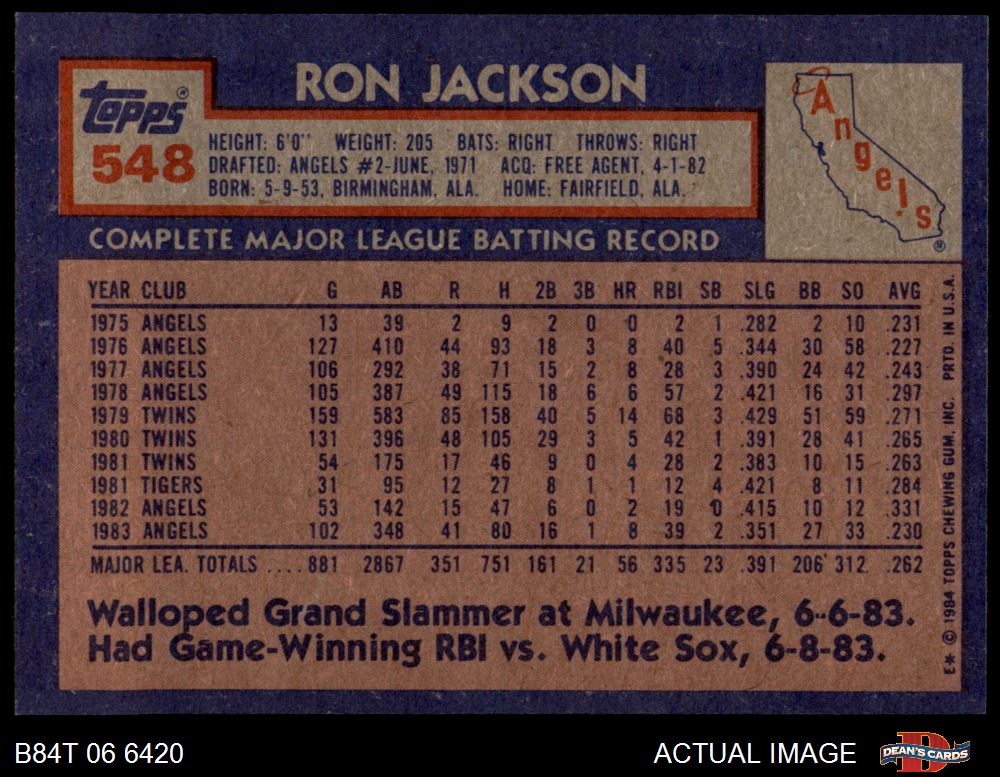 RON JACKSON
TOPPS®
548
HEIGHT: 6'0" WEIGHT: 205 BATS: RIGHT THROWS: RIGHT
DRAFTED: ANGELS #2-JUNE, 1971 ACQ: FREE AGENT, 4-1-82
BORN: 5-9-53, BIRMINGHAM, ALA. HOME: FAIRFIELD, ALA.
Angels
®
COMPLETE MAJOR LEAGUE BATTING RECORD
YEAR CLUB G AB R H 2B 3B HR RBI SB SLG BB SO AVG
1975 ANGELS 13 39 2 9 2 0 0 2 1 .282 2 10 .231
1976 ANGELS 127 410 44 93 18 3 8 40 5 .344 30 58 .227
1977 ANGELS 106 292 38 71 15 2 8 28 3 .390 24 42 .243
1978 ANGELS 105 387 49 115 18 6 6 57 2 .421 16 31 .297
1979 TWINS 159 583 85 158 40 5 14 68 3 .429 51 59 .271
1980 TWINS 131 396 48 105 29 3 5 42 1 .391 28 41 .265
1981 TWINS 54 175 17 46 9 0 4 28 2 .383 10 15 .263
1981 TIGERS 31 95 12 27 8 1 1 12 4 .421 8 11 .284
1982 ANGELS 53 142 15 47 6 0 2 19 0 .415 10 12 .331
1983 ANGELS 102 348 41 80 16 1 8 39 2 .351 27 33 .230
MAJOR LEA. TOTALS ....881 2867 351 751 161 21 56 335 23 .391 206 312 .262
Walloped Grand Slammer at Milwaukee, 6-6-83.
Had Game-Winning RBI vs. White Sox, 6-8-83.
E* © 1984 TOPPS CHEWING GUM, INC. PRTD. IN U.S.A.
B84T 06 6420
ACTUAL IMAGE
DEAN'S CARDS